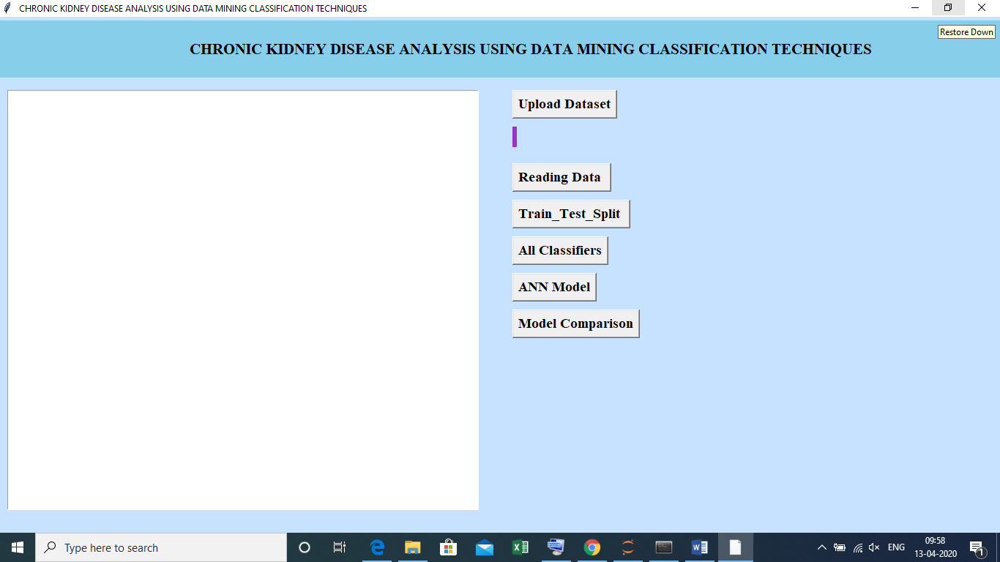 CHRONIC KIDNEY DISEASE ANALYSIS USING DATA MINING CLASSIFICATION TECHNIQUES
Restore Down
CHRONIC KIDNEY DISEASE ANALYSIS USING DATA MINING CLASSIFICATION TECHNIQUES
Upload Dataset
Reading Data
Train_Test_Split
All Classifiers
ANN Model
Model Comparison
Type here to search
ENG
09:58
13-04-2020
1